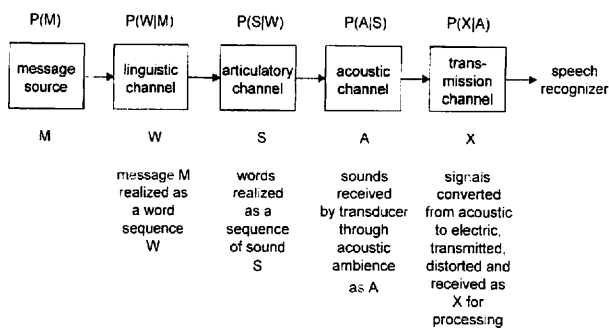 P(M) P(W|M) P(S|W) P(A|S) P(X|A)
message source
linguistic channel
articulatory channel
acoustic channel
trans-
mission
channel
speech
recognizer
M W S A X
message M
realized as
a word
sequence
W
words
realized
as a
sequence
of sound
S
sounds
received
by transducer
through
acoustic
ambience
as A
signals
converted
from acoustic
to electric,
transmitted,
distorted and
received as
X for
processing